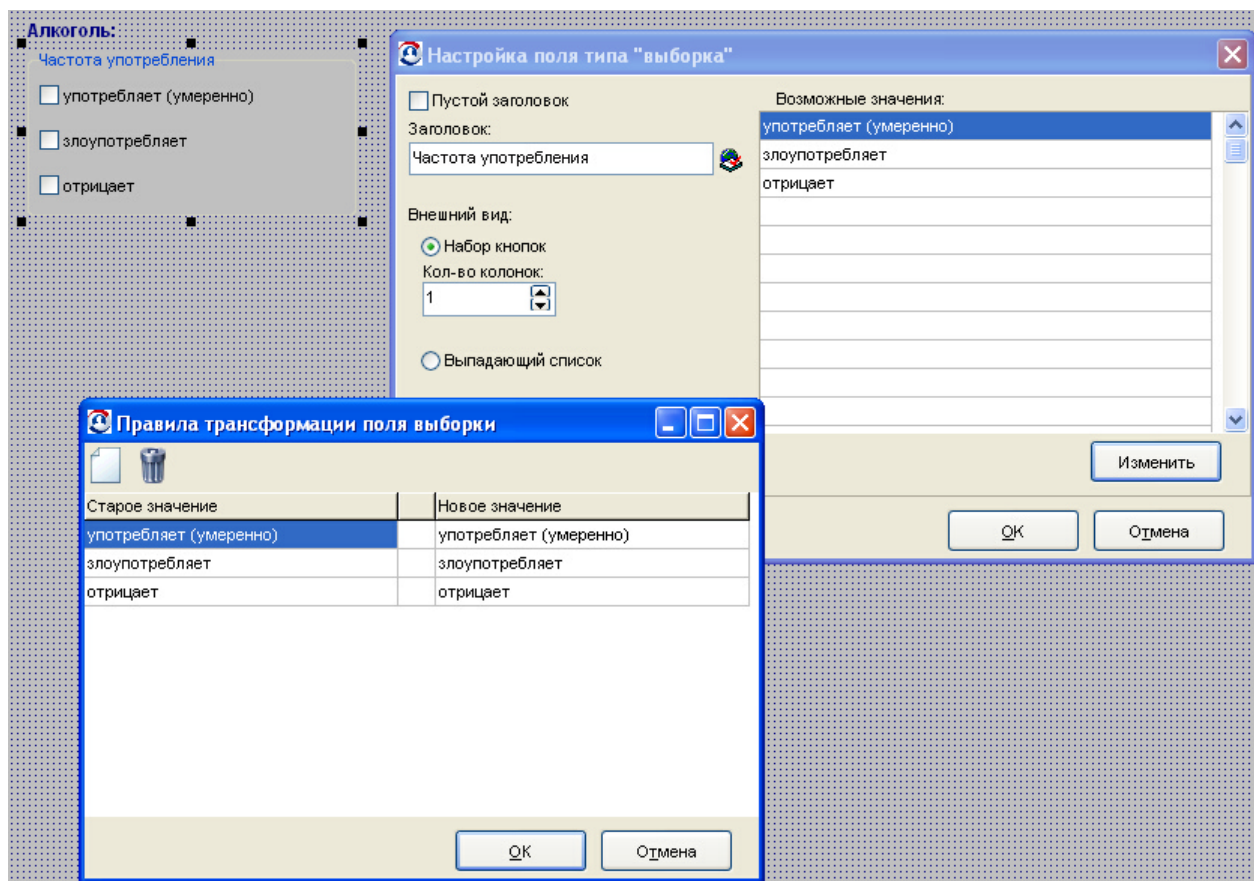 Алкоголь:
Частота употребления
употребляет (умеренно)
злоупотребляет
отрицает
Настройка поля типа "выборка"
Пустой заголовок
Заголовок:
Частота употребления
Внешний вид:
Набор кнопок
Кол-во колонок:
1
Выпадающий список
Возможные значения:
употребляет (умеренно)
злоупотребляет
отрицает
Изменить
OK
Отмена
Правила трансформации поля выборки
Старое значение Новое значение
употребляет (умеренно) употребляет (умеренно)
злоупотребляет злоупотребляет
отрицает отрицает
OK
Отмена